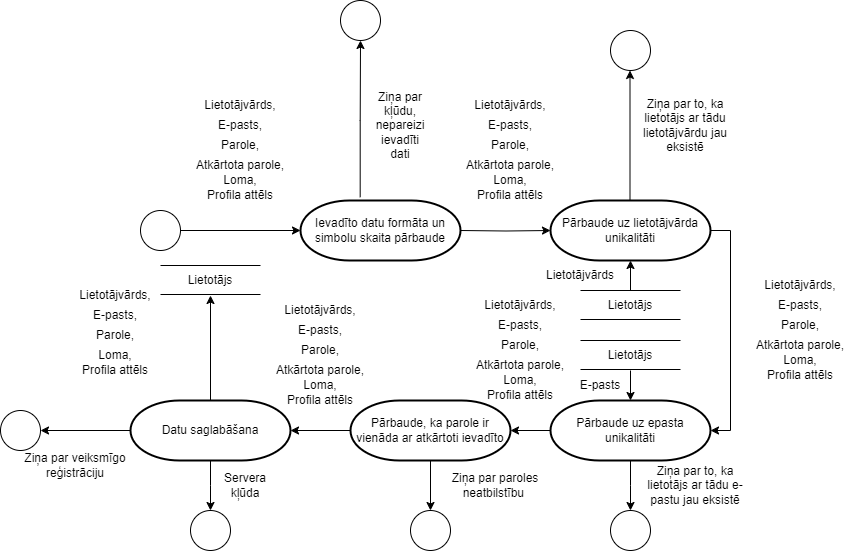 Lietotājvārds,
E-pasts,
Parole,
Atkārtota parole,
Loma,
Profila attēls
Ziņa par
kļūdu,
nepareizi
ievadīti
dati
Lietotājvārds,
E-pasts,
Parole,
Atkārtota parole,
Loma,
Profila attēls
Ziņa par to, ka
lietotājs ar tādu
lietotājvārdu jau
eksistē
Ievadīto datu formāta un
simbolu skaita pārbaude
Pārbaude uz lietotājvārda
unikalitāti
Lietotājs
Lietotājvārds
Lietotājs
Lietotājvārds,
E-pasts,
Parole,
Atkārtota parole,
Loma,
Profila attēls
Lietotājvārds,
E-pasts,
Parole,
Loma,
Profila attēls
Lietotājvārds,
E-pasts,
Parole,
Atkārtota parole,
Loma,
Profila attēls
Lietotājvārds,
E-pasts,
Parole,
Atkārtota parole,
Loma,
Profila attēls
Lietotājs
E-pasts
Datu saglabāšana
Pārbaude, ka parole ir
vienāda ar atkārtoti ievadīto
Pārbaude uz epasta
unikalitāti
Ziņa par veiksmīgo
reģistrāciju
Servera
kļūda
Ziņa par paroles
neatbilstību
Ziņa par to, ka
lietotājs ar tādu e-
pastu jau eksistē